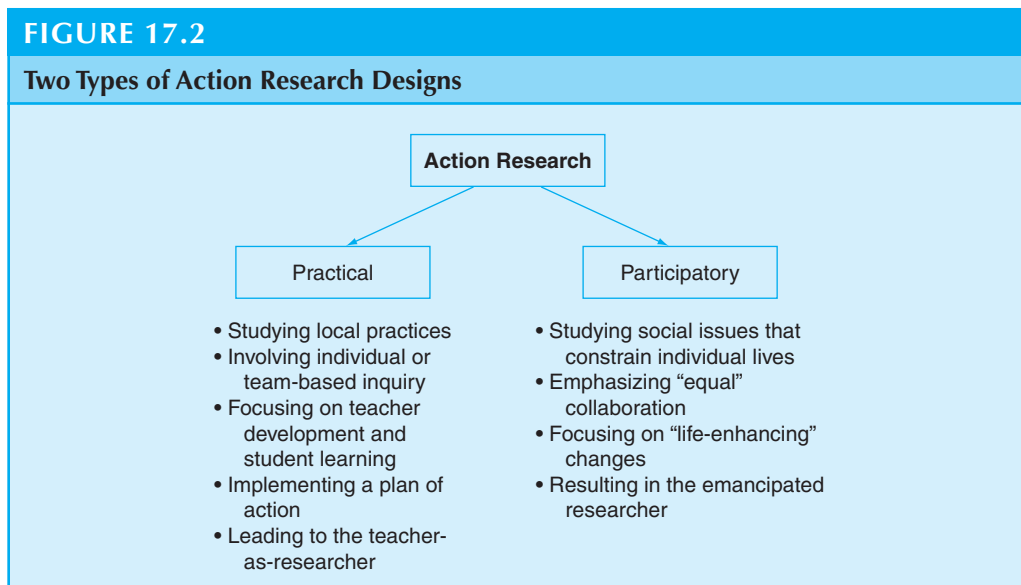 FIGURE 17.2
Two Types of Action Research Designs
Action Research
Practical
• Studying local practices
• Involving individual or
team-based inquiry
• Focusing on teacher
development and
student learning
• Implementing a plan of
action
• Leading to the teacher-
as-researcher
Participatory
• Studying social issues that
constrain individual lives
• Emphasizing “equal”
collaboration
• Focusing on “life-enhancing”
changes
• Resulting in the emancipated
researcher